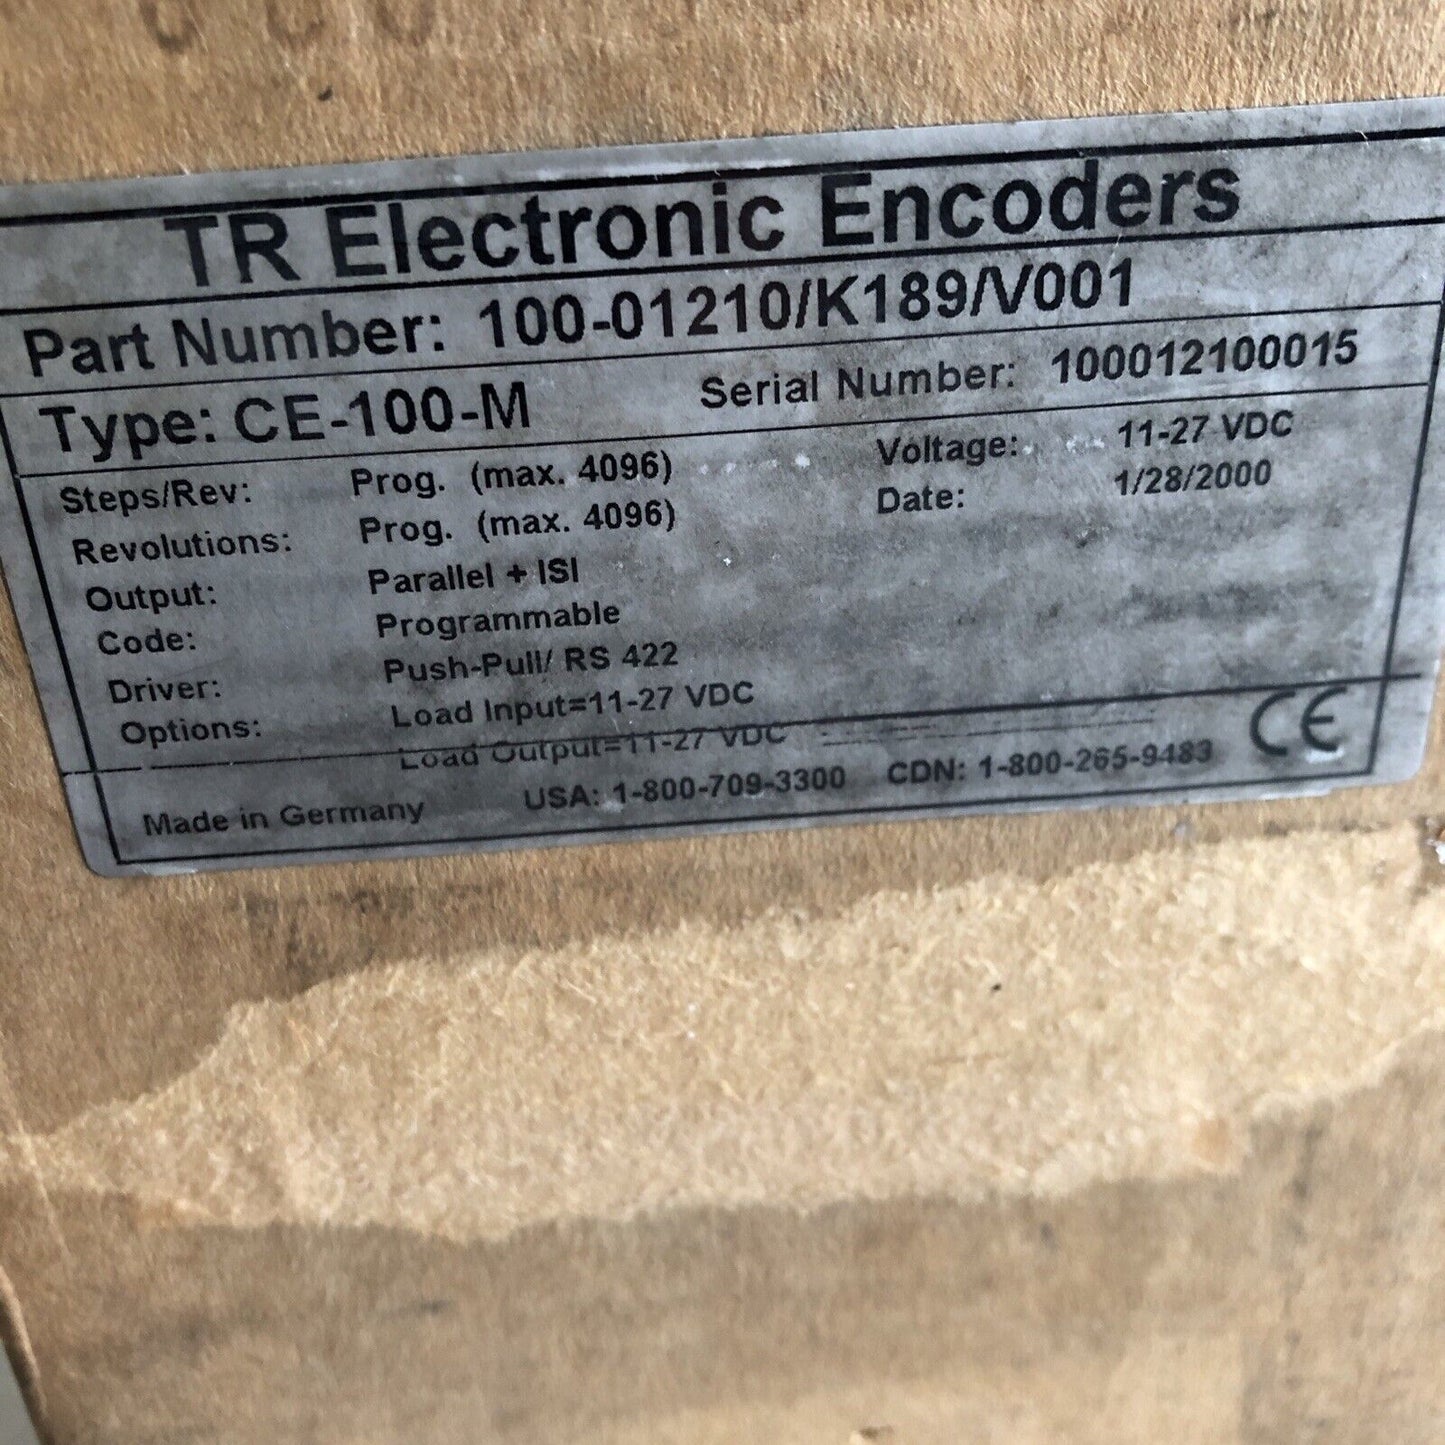 TR Electronic Encoders
Part Number: 100-01210/K189/V001
Type: CE-100-M Serial Number: 100012100015
Steps/Rev: Prog. (max. 4096) Voltage: 11-27 VDC
Revolutions: Prog. (max. 4096) Date: 1/28/2000
Output: Parallel + ISI
Code: Programmable
Driver: Push-Pull/ RS 422
Options: Load Input=11-27 VDC
Load Output=11-27 VDC
Made in Germany USA: 1-800-709-3300 CDN: 1-800-265-9483 CE